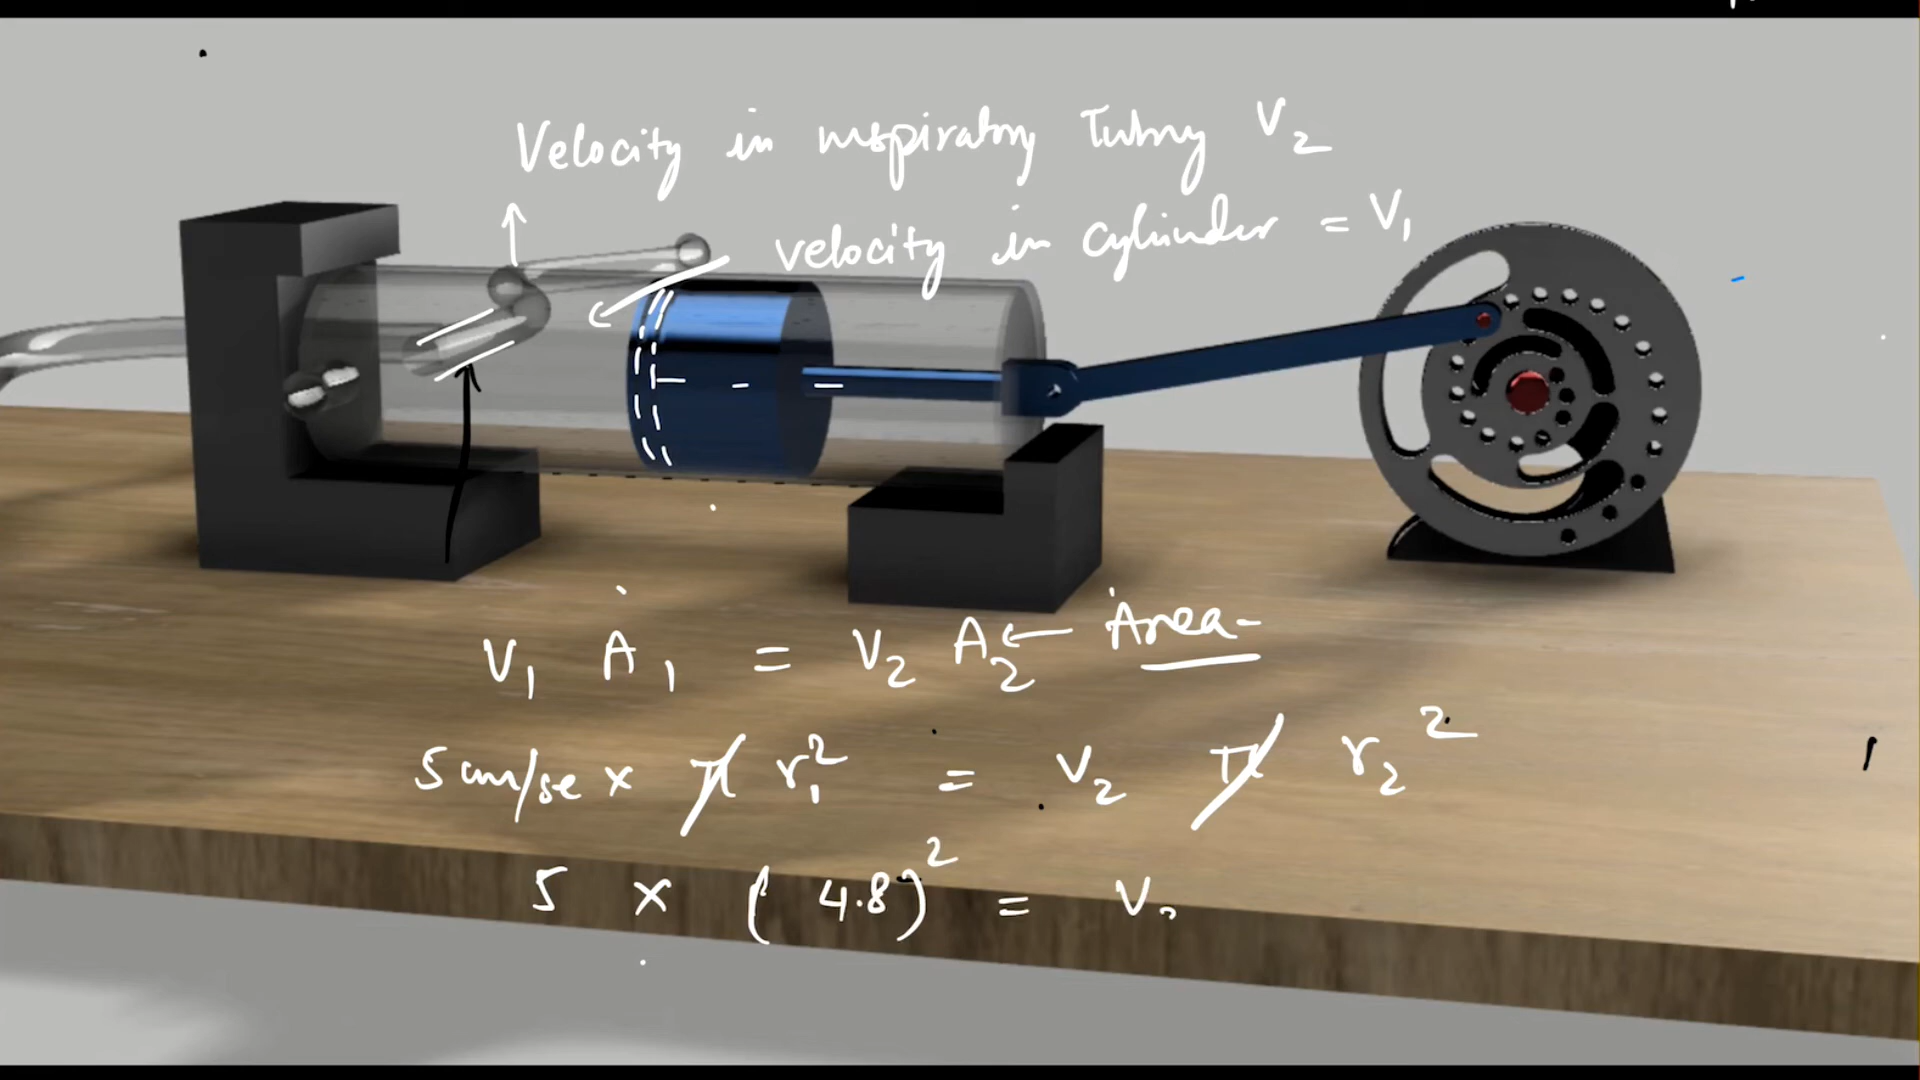 Velocity in inspiratory Tubing V2
velocity in cylinder = V1
V1 A1 = V2 A2 ← Area-
5 cm/se x π r1² = V2 π r2²
5 x (4.8)² = V2